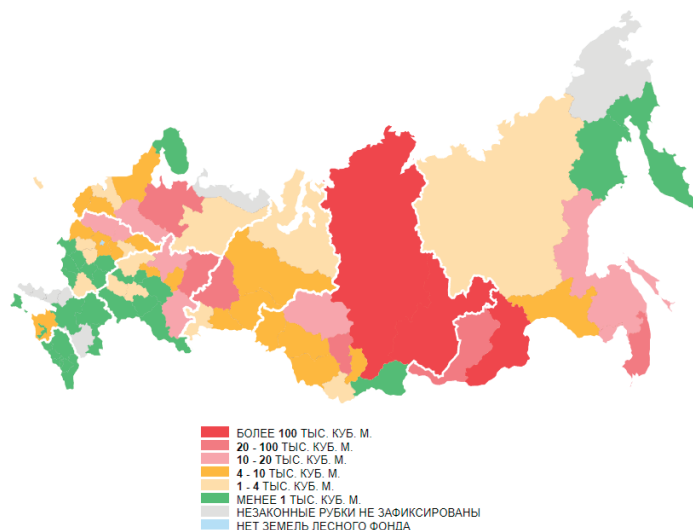 БОЛЕЕ 100 ТЫС. КУБ. М.
20 - 100 ТЫС. КУБ. М.
10 - 20 ТЫС. КУБ. М.
4 - 10 ТЫС. КУБ. М.
1 - 4 ТЫС. КУБ. М.
МЕНЕЕ 1 ТЫС. КУБ. М.
НЕЗАКОННЫЕ РУБКИ НЕ ЗАФИКСИРОВАНЫ
НЕТ ЗЕМЕЛЬ ЛЕСНОГО ФОНДА